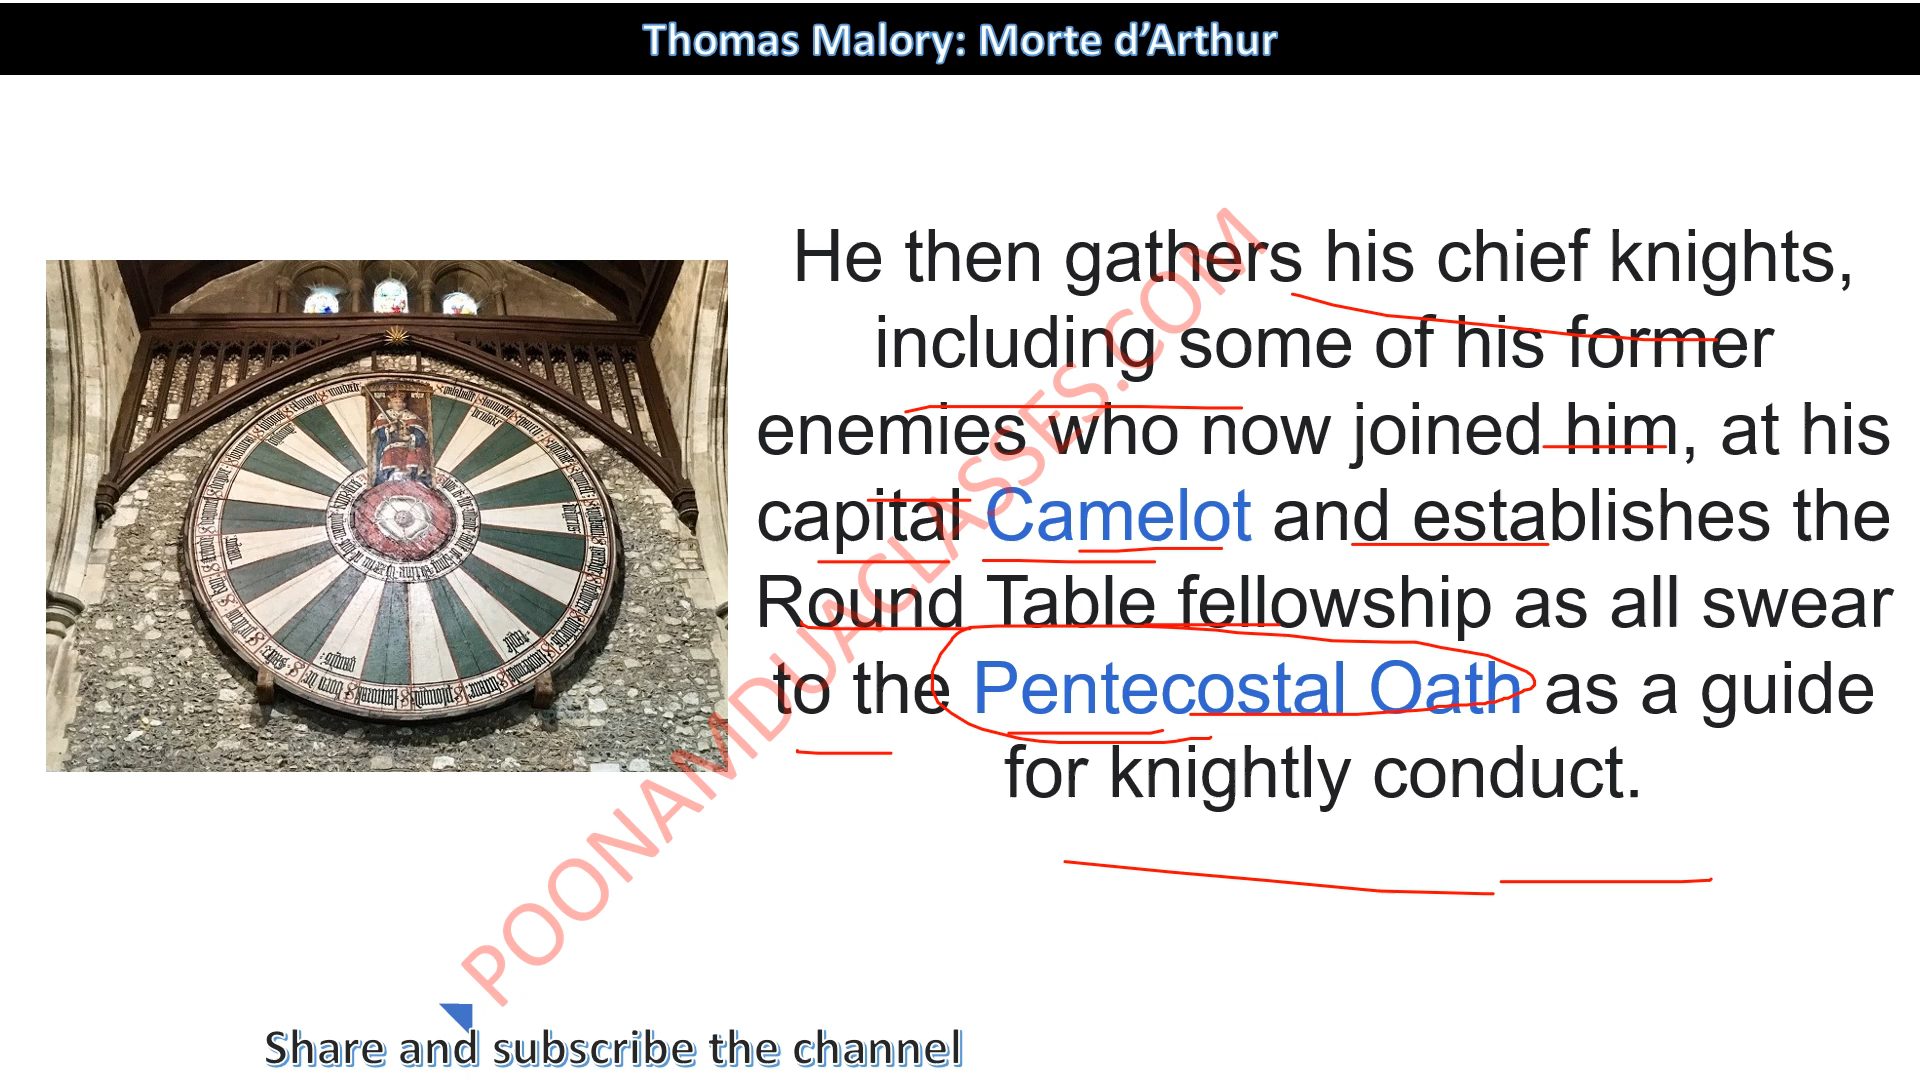 Thomas Malory: Morte d’Arthur
He then gathers his chief knights,
including some of his former
enemies who now joined him, at his
capital Camelot and establishes the
Round Table fellowship as all swear
to the Pentecostal Oath as a guide
for knightly conduct.
POONAMDUACLASSES.COM
Share and subscribe the channel